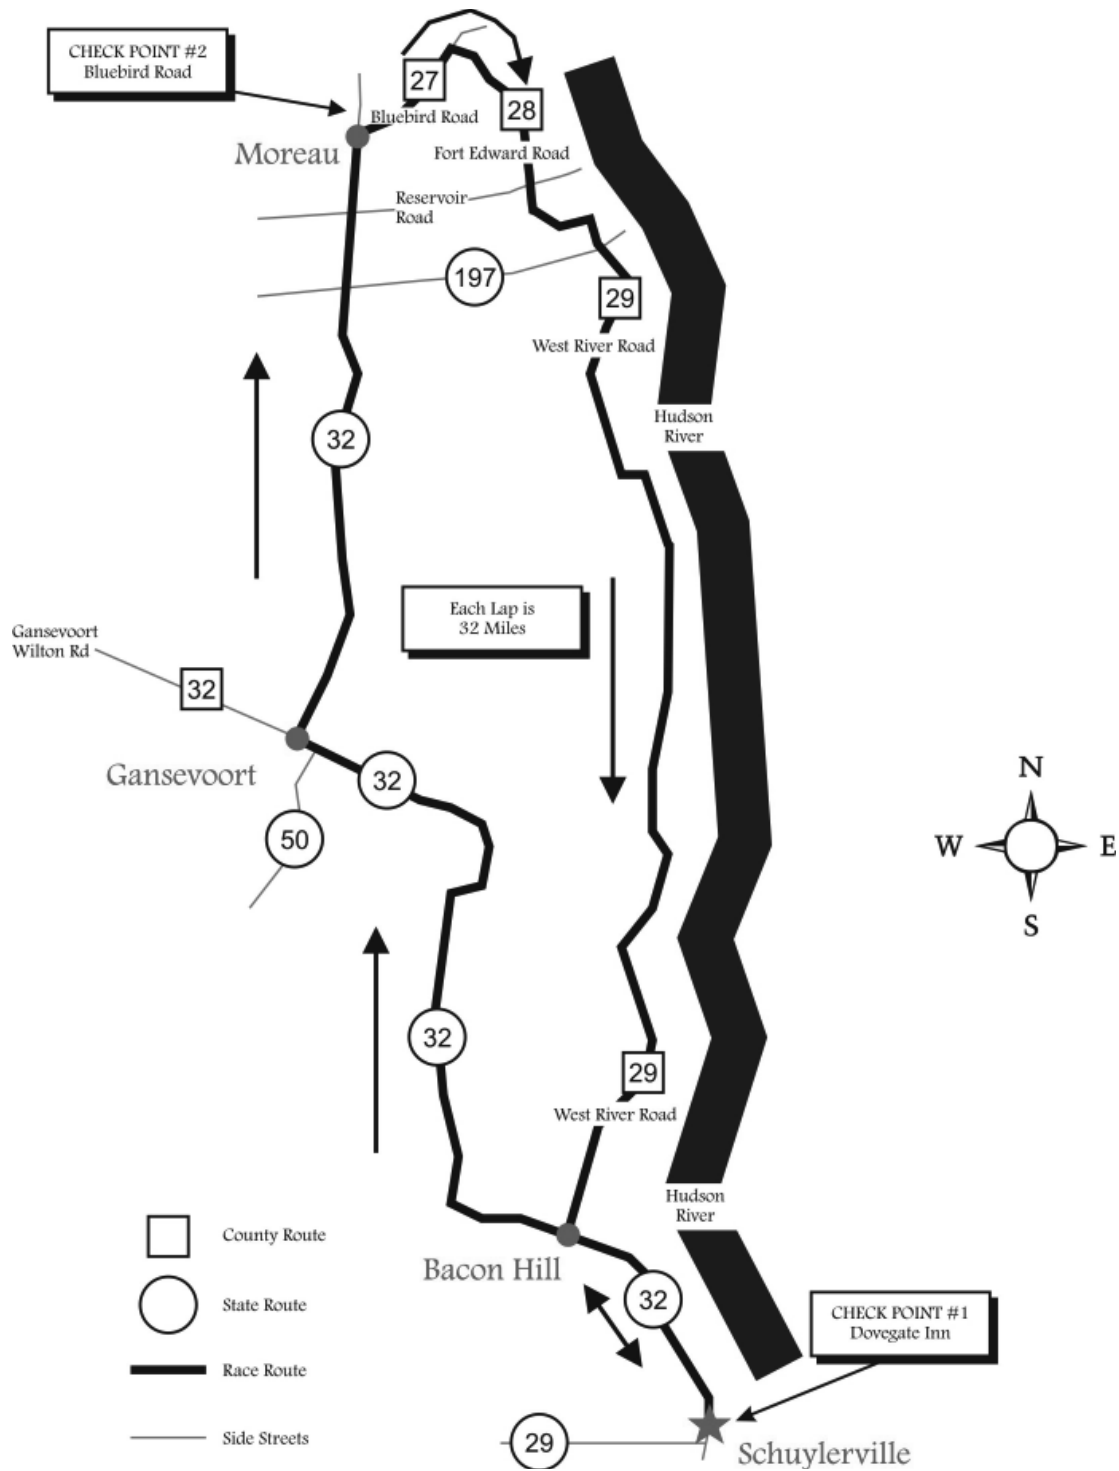 CHECK POINT #2
Bluebird Road
27
28
Bluebird Road
Moreau
Fort Edward Road
Reservoir
Road
197
29
West River Road
Hudson
River
32
Each Lap is
32 Miles
Gansevoort
Wilton Rd
32
Gansevoort
32
50
N
W
E
S
32
29
West River Road
Hudson
River
County Route
Bacon Hill
State Route
32
CHECK POINT #1
Dovegate Inn
Race Route
Side Streets
29
Schuylerville